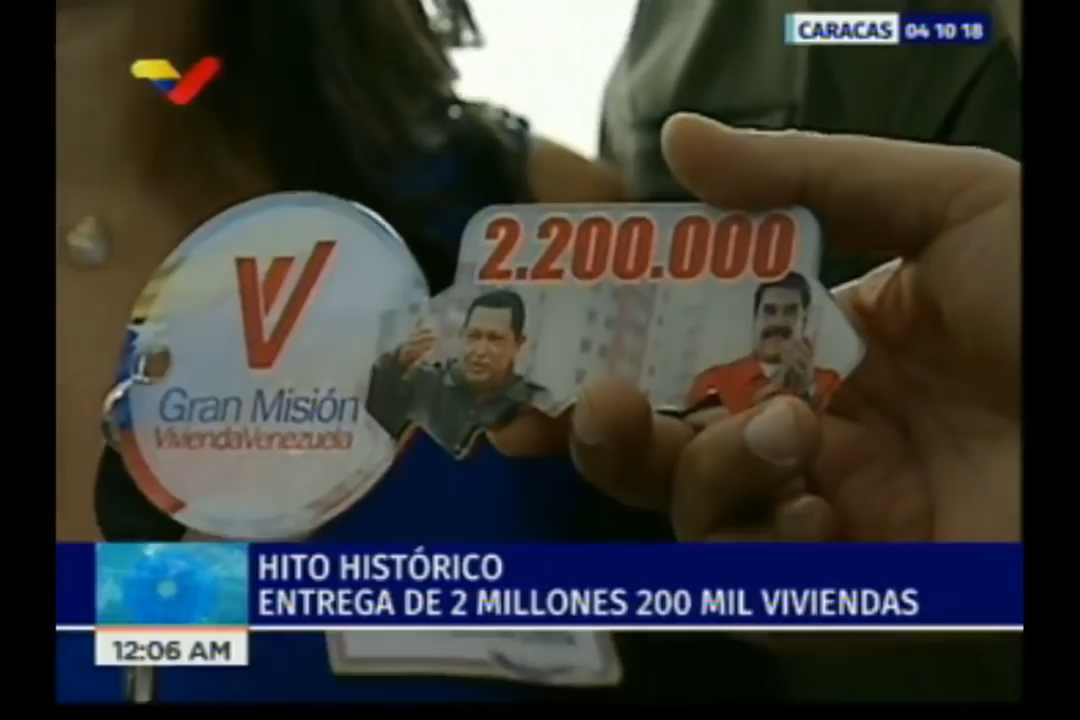 CARACAS 04 10 18
2.200.000
V
Gran Misión
ViviendaVenezuela
HITO HISTÓRICO
ENTREGA DE 2 MILLONES 200 MIL VIVIENDAS
12:06 AM